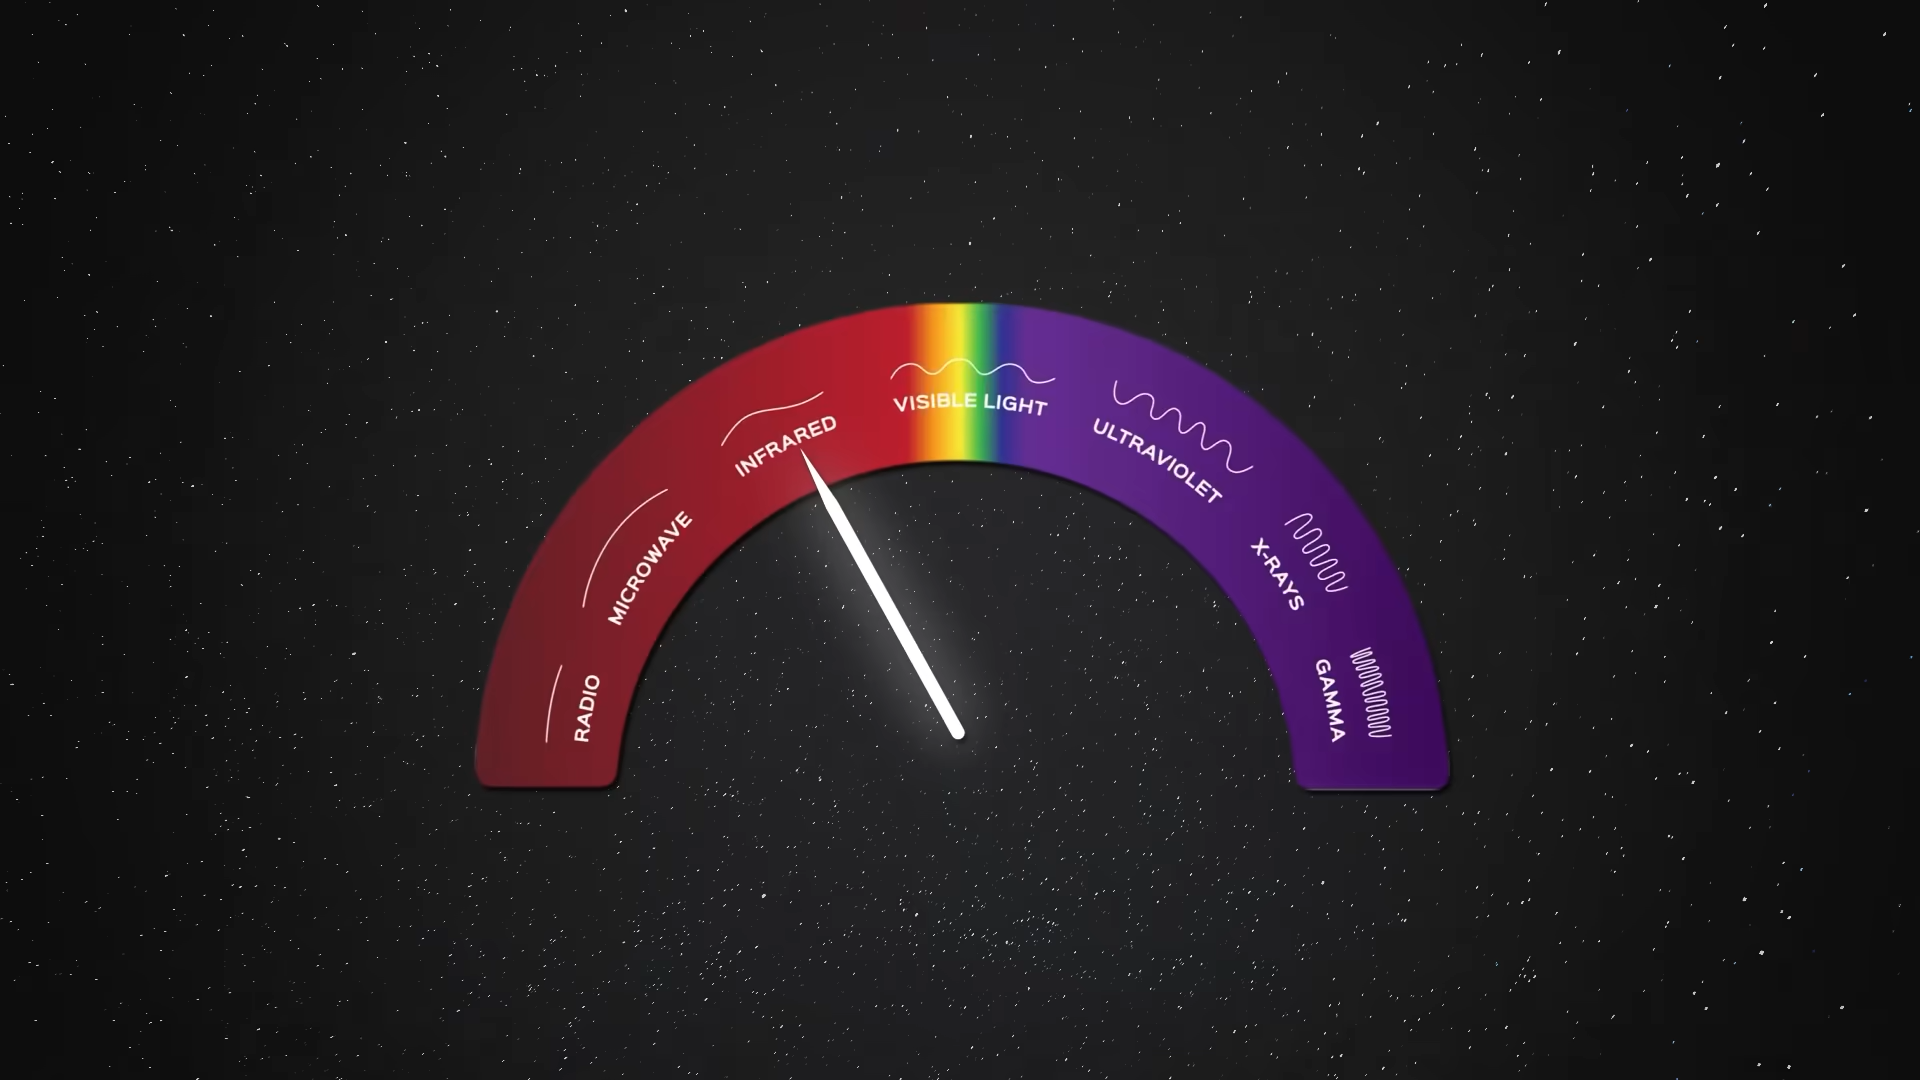 RADIO
MICROWAVE
INFRARED
VISIBLE LIGHT
ULTRAVIOLET
X-RAYS
GAMMA